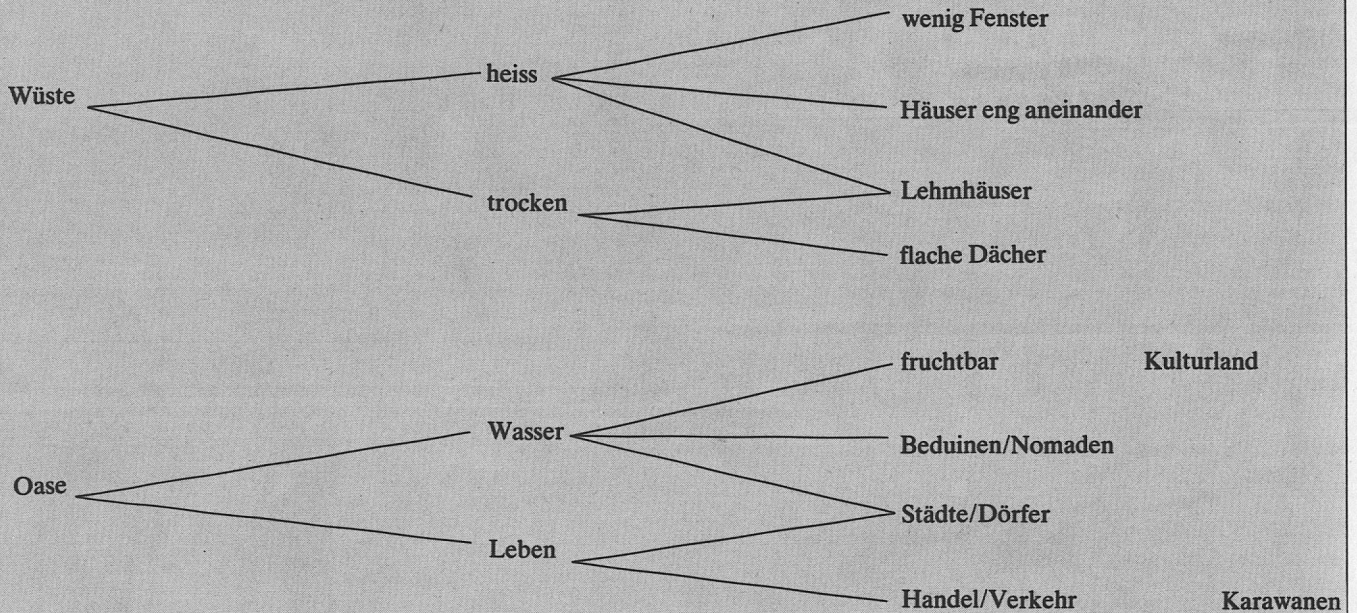 wenig Fenster
heiss
Wüste
Häuser eng aneinander
Lehmhäuser
trocken
flache Dächer
fruchtbar Kulturland
Wasser
Beduinen/Nomaden
Oase
Städte/Dörfer
Leben
Handel/Verkehr Karawanen